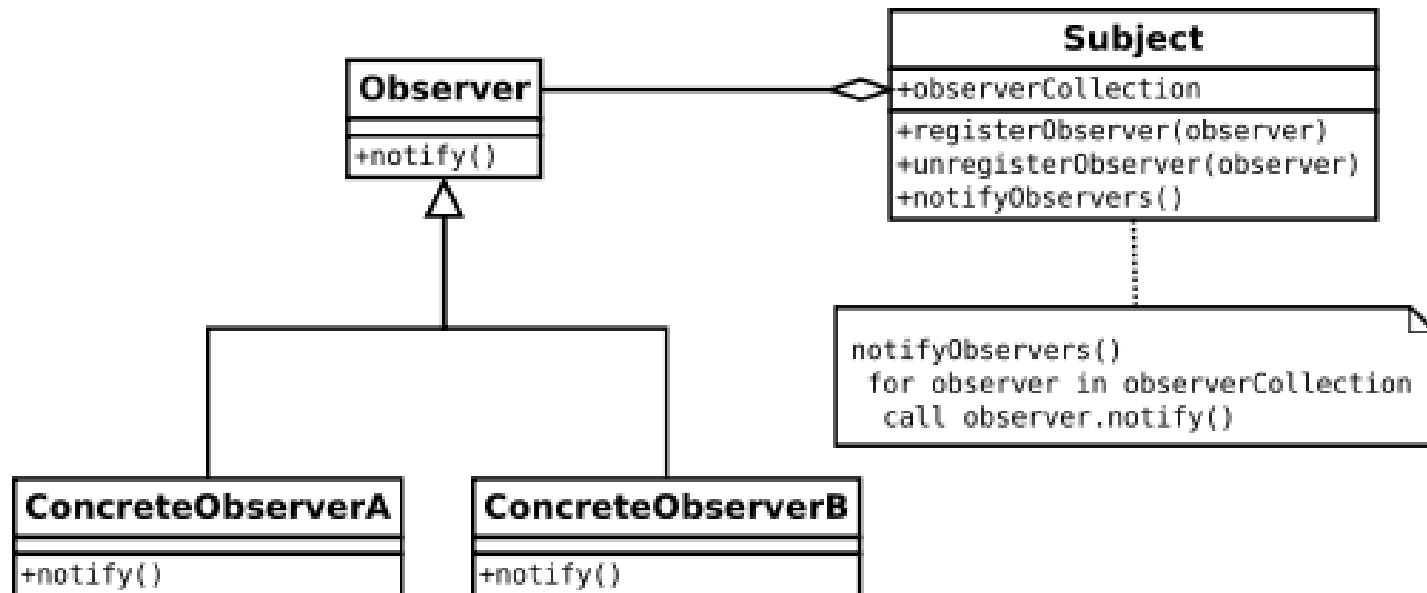 Subject
+observerCollection
+registerObserver(observer)
+unregisterObserver(observer)
+notifyObservers()
Observer
+notify()
notifyObservers()
for observer in observerCollection
call observer.notify()
ConcreteObserverA
+notify()
ConcreteObserverB
+notify()